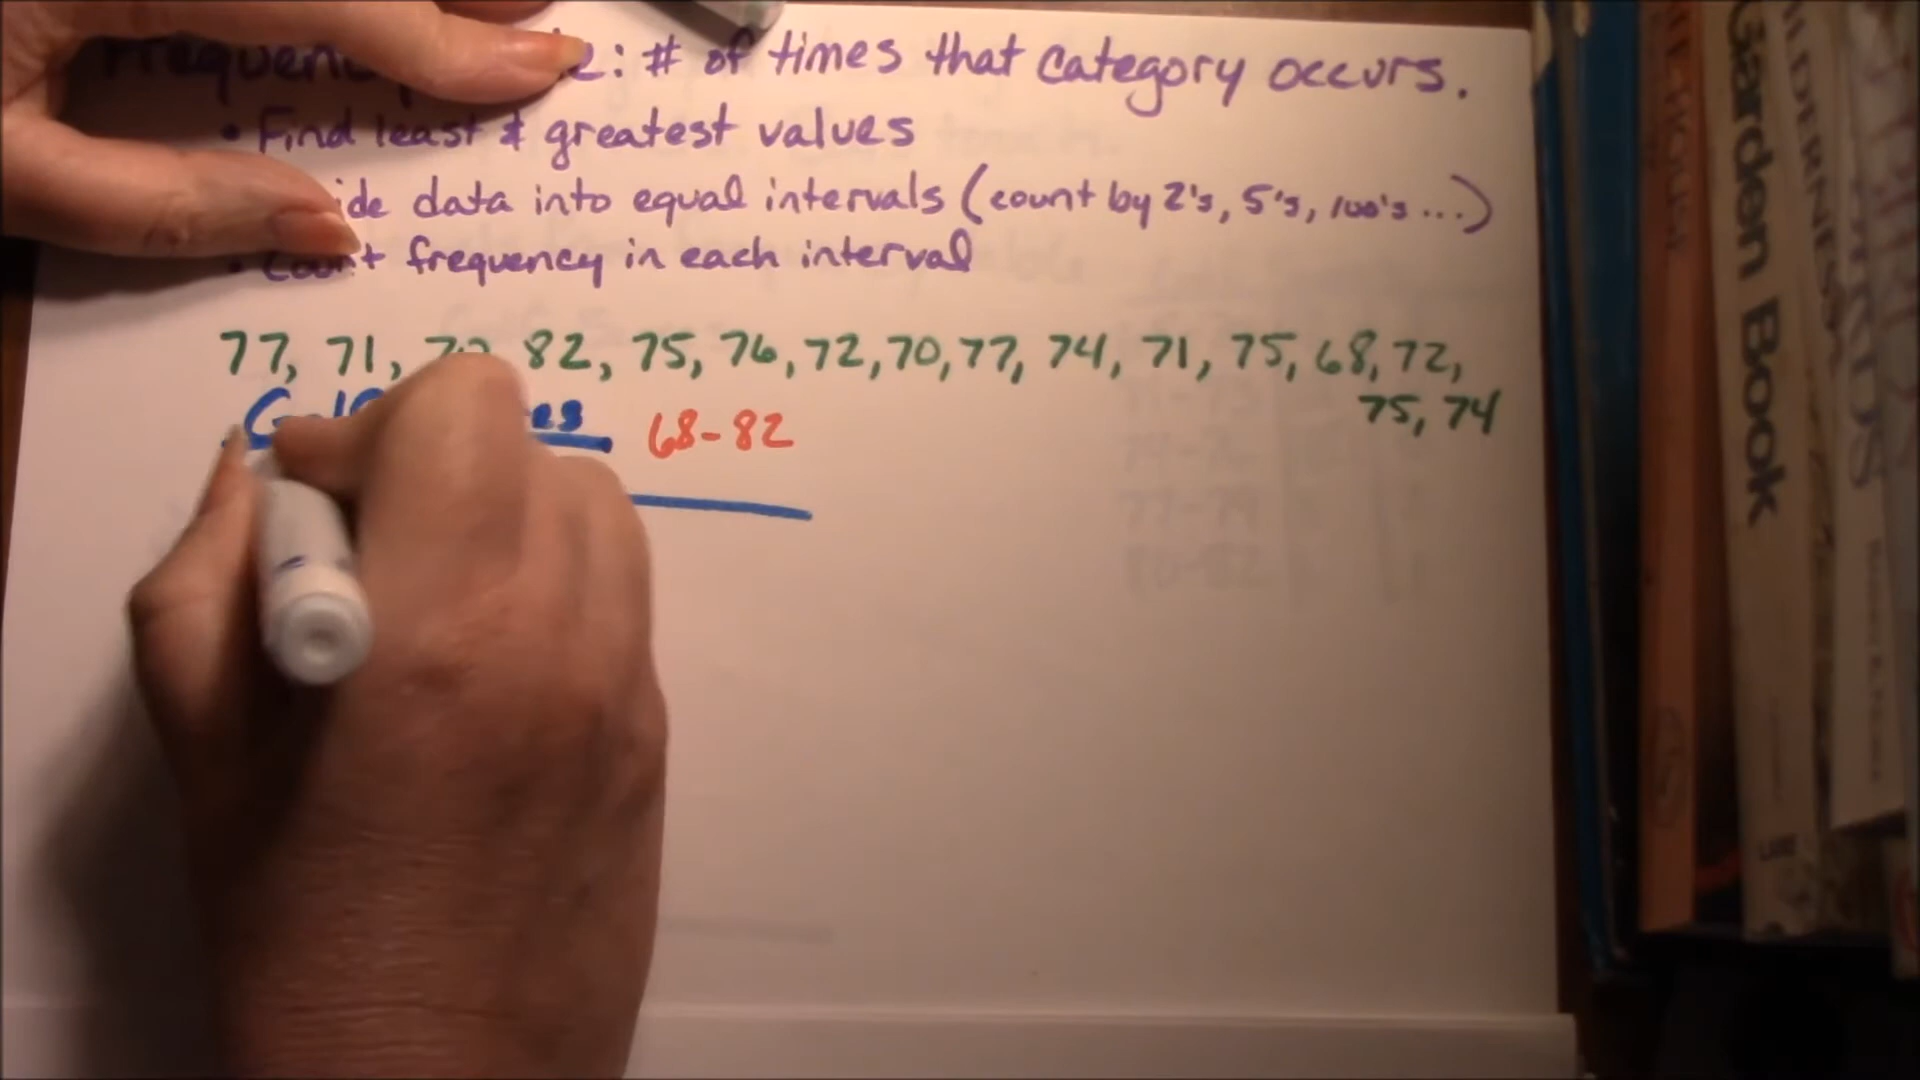 # of times that category occurs.
• Find least & greatest values
data into equal intervals (count by 2's, 5's, 100's ...)
• Count frequency in each interval
77, 71, 82, 75, 76, 72, 70, 77, 74, 71, 75, 68, 72,
75, 74
68-82
Garden Book